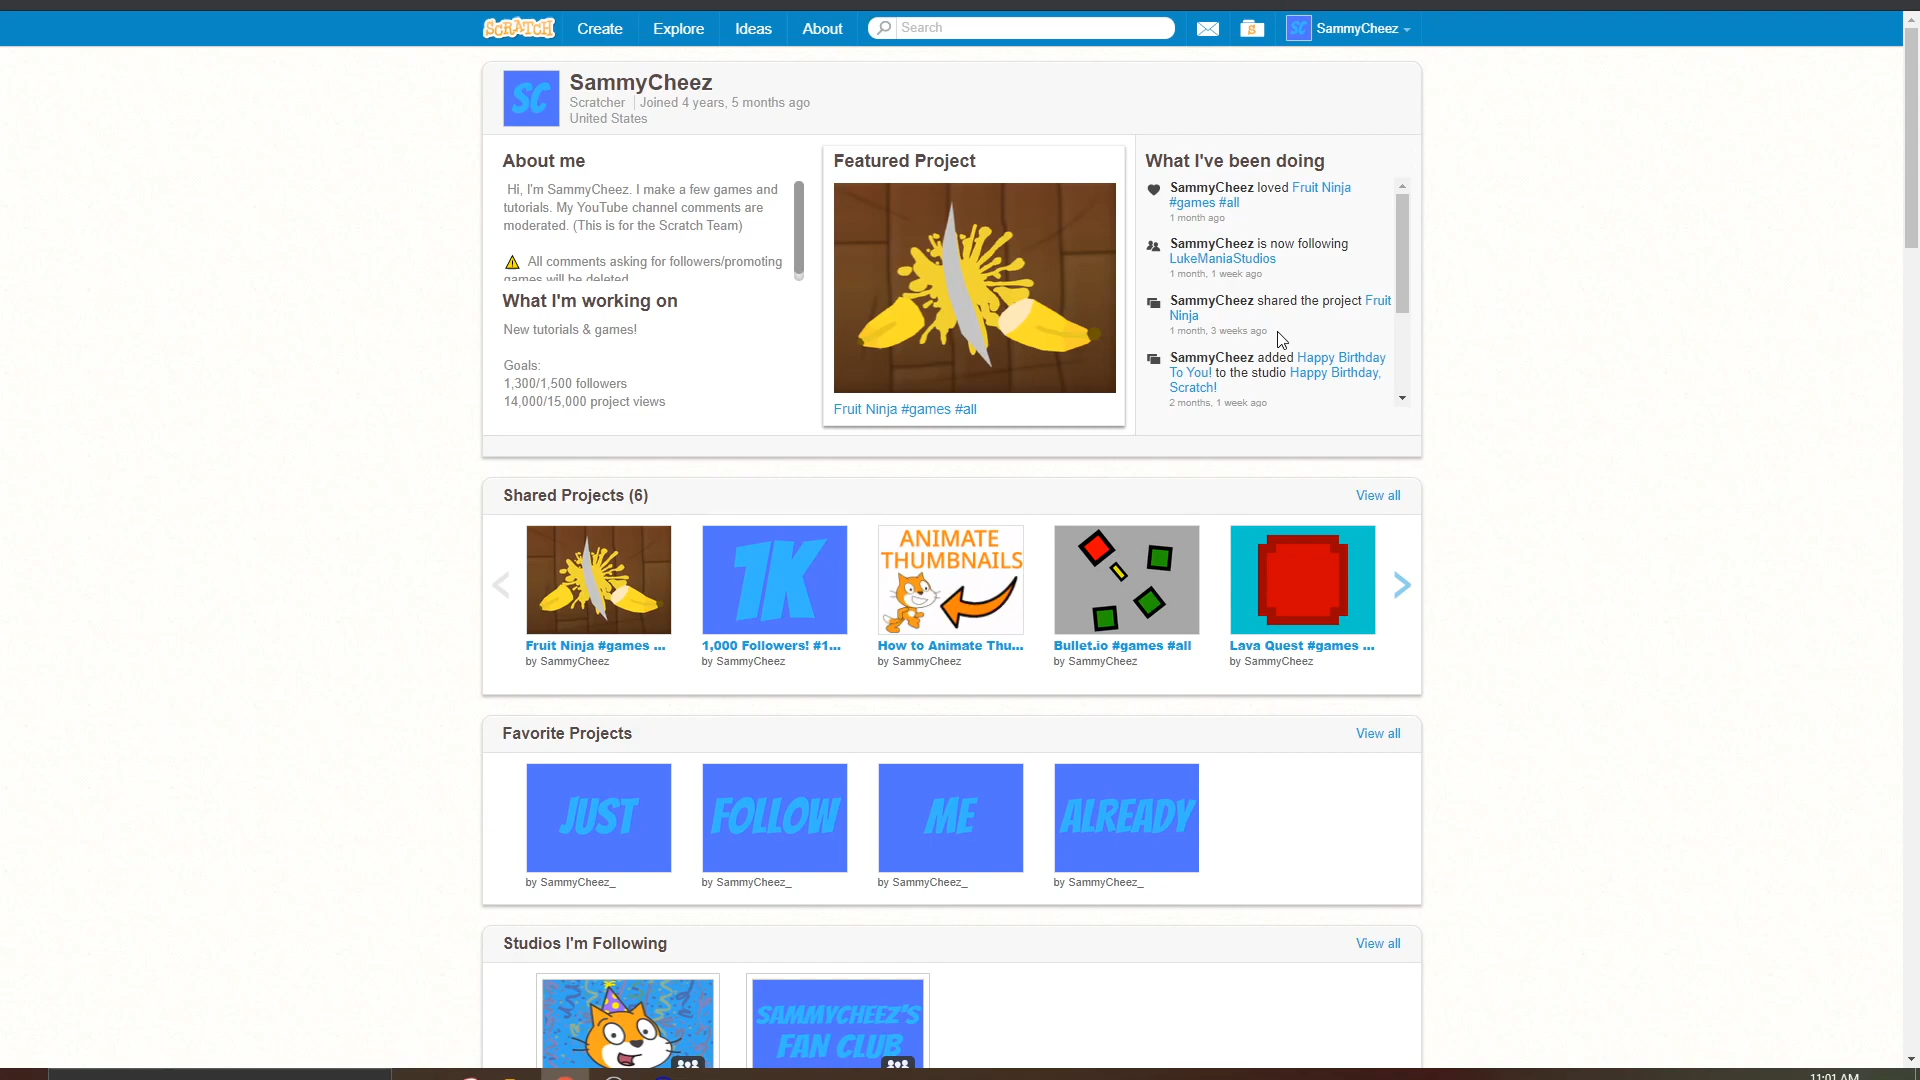 SCRATCH Create Explore Ideas About Search S SC SammyCheez
SC
SammyCheez
Scratcher Joined 4 years, 5 months ago
United States
About me
Hi, I'm SammyCheez. I make a few games and
tutorials. My YouTube channel comments are
moderated. (This is for the Scratch Team)
All comments asking for followers/promoting
games will be deleted
What I'm working on
New tutorials & games!
Goals:
1,300/1,500 followers
14,000/15,000 project views
Featured Project
Fruit Ninja #games #all
What I've been doing
SammyCheez loved Fruit Ninja
#games #all
1 month ago
SammyCheez is now following
LukeManiaStudios
1 month, 1 week ago
SammyCheez shared the project Fruit
Ninja
1 month, 3 weeks ago
SammyCheez added Happy Birthday
To You! to the studio Happy Birthday,
Scratch!
2 months, 1 week ago
Shared Projects (6)
View all
1K
ANIMATE
THUMBNAILS
Fruit Ninja #games ...
by SammyCheez
1,000 Followers! #1...
by SammyCheez
How to Animate Thu...
by SammyCheez
Bullet.io #games #all
by SammyCheez
Lava Quest #games ...
by SammyCheez
Favorite Projects
View all
JUST
FOLLOW
ME
ALREADY
by SammyCheez_
by SammyCheez_
by SammyCheez_
by SammyCheez_
Studios I'm Following
View all
SAMMYCHEEZ'S
FAN CLUB
11:01 AM